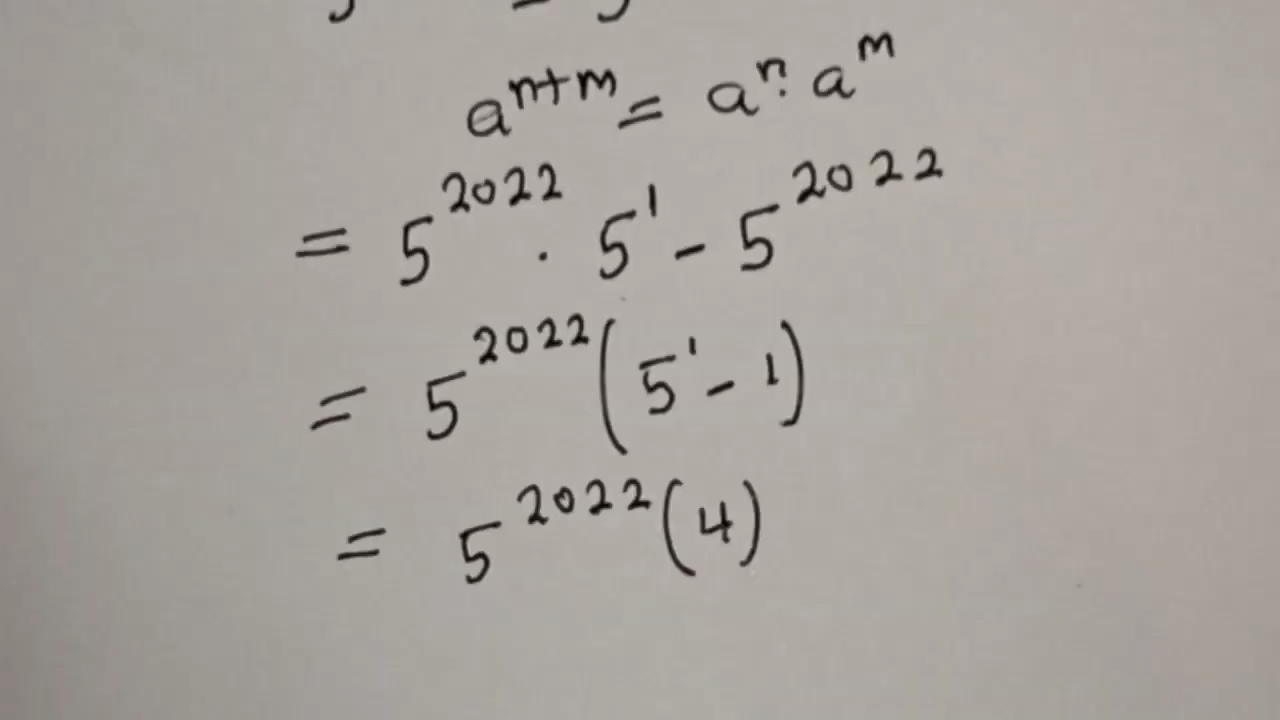 a^{n+m} = a^n · a^m
= 5^{2022} · 5^1 - 5^{2022}
= 5^{2022} (5^1 - 1)
= 5^{2022} (4)